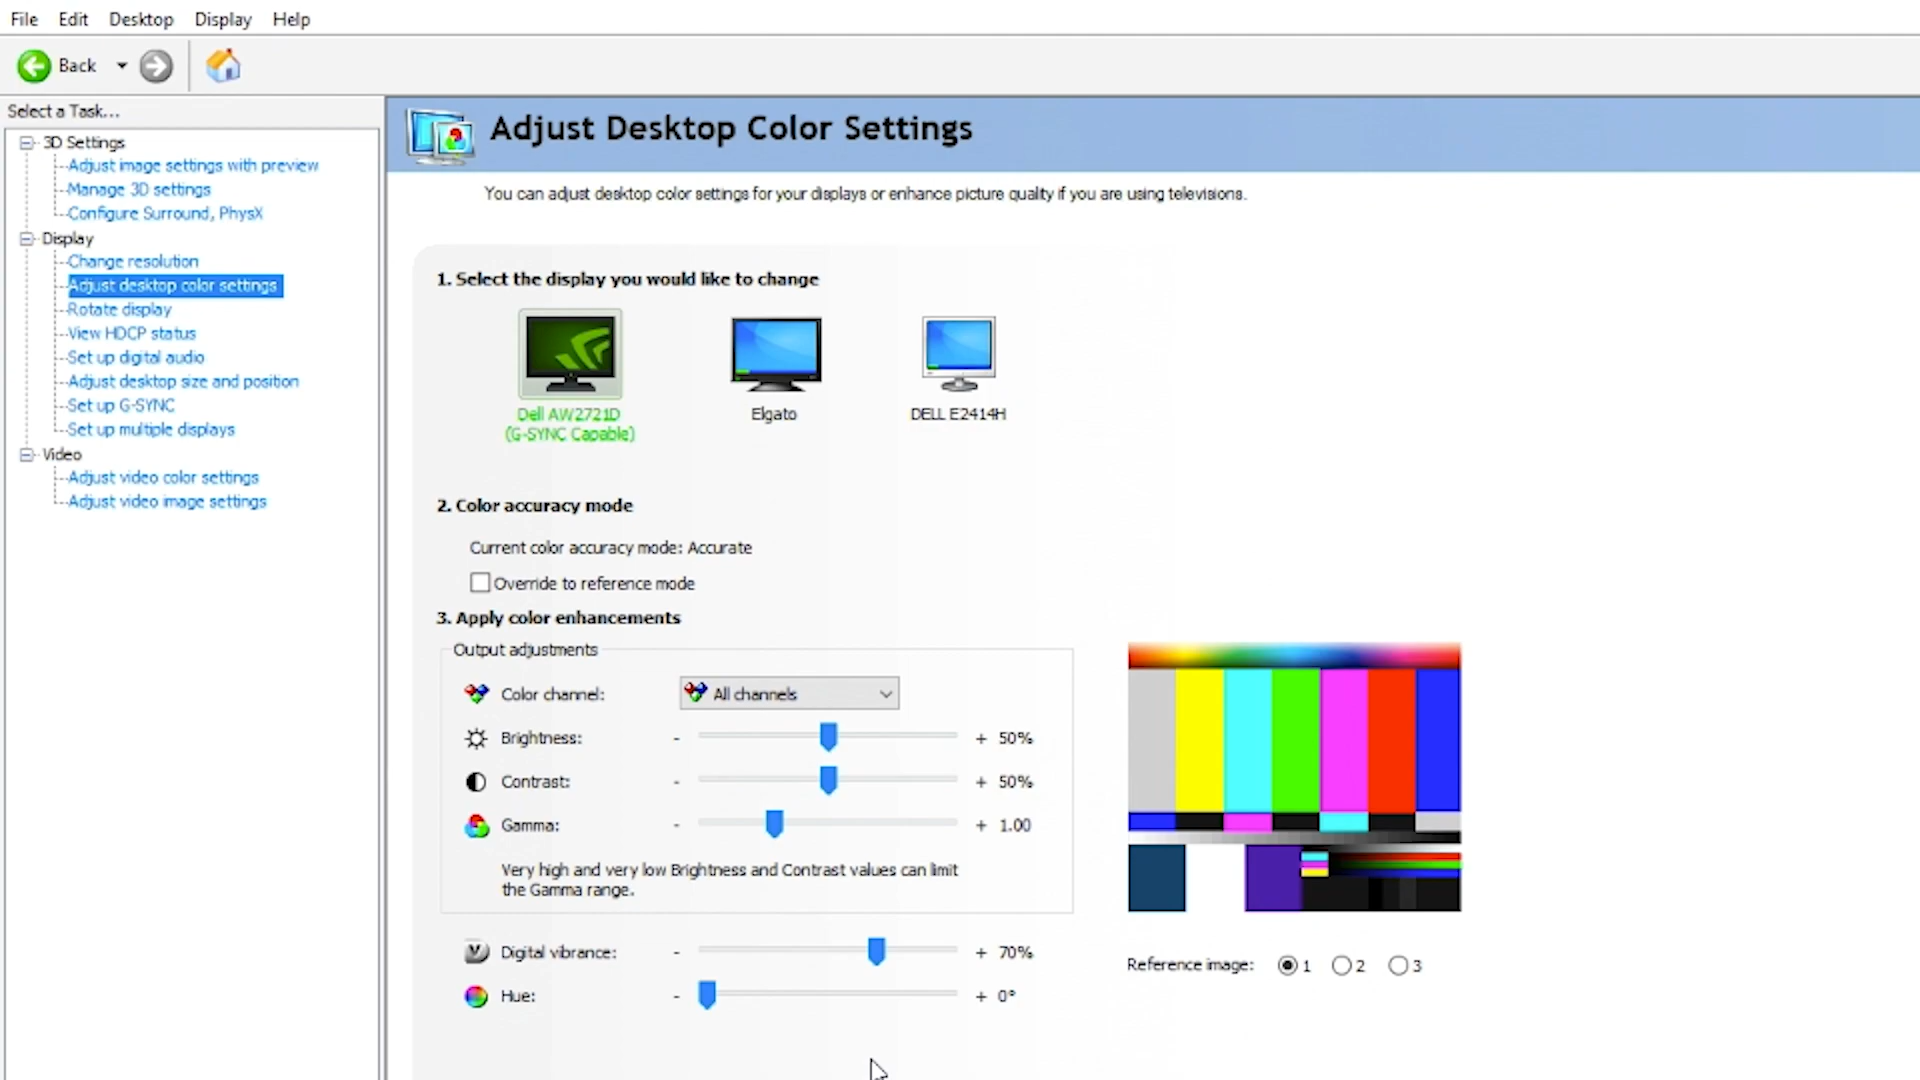 File Edit Desktop Display Help
Back
Select a Task...
3D Settings
Adjust image settings with preview
Manage 3D settings
Configure Surround, PhysX
Display
Change resolution
Adjust desktop color settings
Rotate display
View HDCP status
Set up digital audio
Adjust desktop size and position
Set up G-SYNC
Set up multiple displays
Video
Adjust video color settings
Adjust video image settings
Adjust Desktop Color Settings
You can adjust desktop color settings for your displays or enhance picture quality if you are using televisions.
1. Select the display you would like to change
Dell AW2721D
(G-SYNC Capable)
Elgato
DELL E2414H
2. Color accuracy mode
Current color accuracy mode: Accurate
Override to reference mode
3. Apply color enhancements
Output adjustments
Color channel: All channels
Brightness: - + 50%
Contrast: - + 50%
Gamma: - + 1.00
Very high and very low Brightness and Contrast values can limit
the Gamma range.
Digital vibrance: - + 70%
Hue: - + 0°
Reference image: 1 2 3